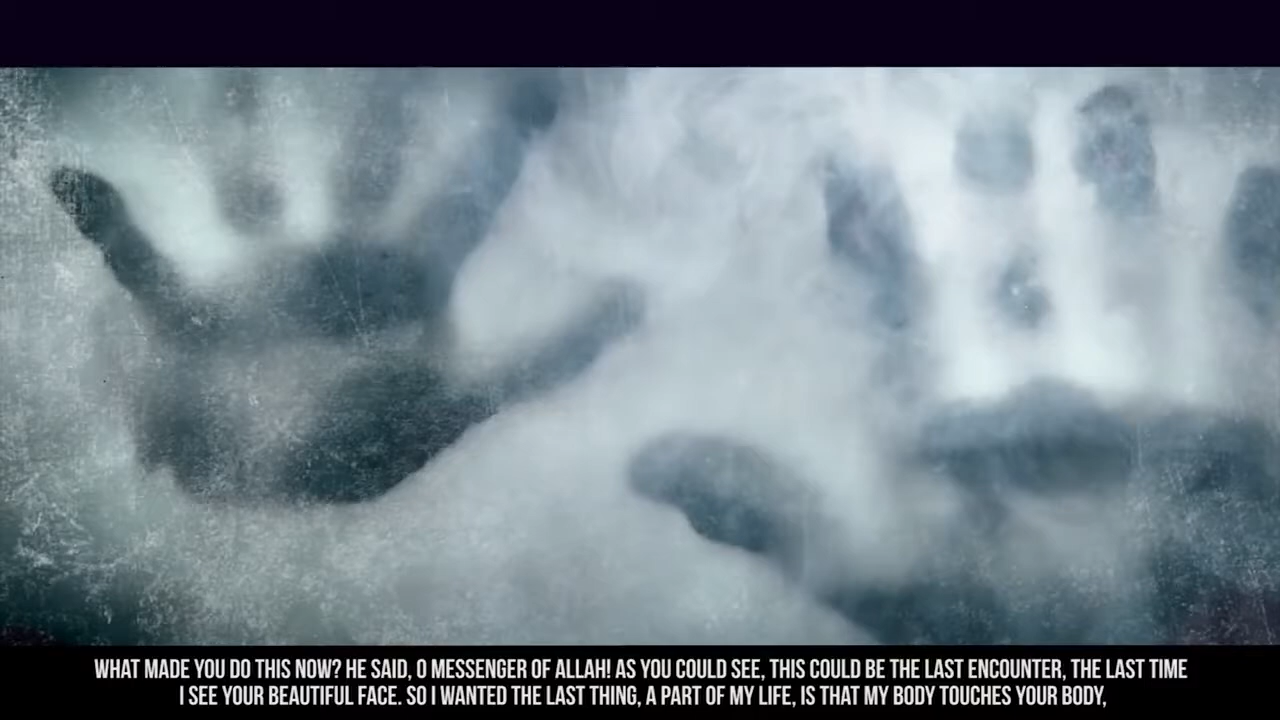 WHAT MADE YOU DO THIS NOW? HE SAID, O MESSENGER OF ALLAH! AS YOU COULD SEE, THIS COULD BE THE LAST ENCOUNTER, THE LAST TIME
I SEE YOUR BEAUTIFUL FACE. SO I WANTED THE LAST THING, A PART OF MY LIFE, IS THAT MY BODY TOUCHES YOUR BODY,